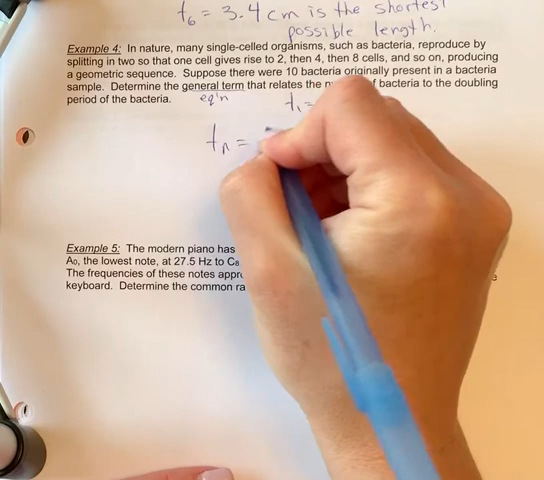 t₆ = 3.4 cm is the shortest
possible length.
Example 4: In nature, many single-celled organisms, such as bacteria, reproduce by
splitting in two so that one cell gives rise to 2, then 4, then 8 cells, and so on, producing
a geometric sequence. Suppose there were 10 bacteria originally present in a bacteria
sample. Determine the general term that relates the bacteria to the doubling
period of the bacteria.
eq'n t₁=
tₙ =
Example 5: The modern piano has
A₀, the lowest note, at 27.5 Hz to C₈
The frequencies of these notes
keyboard. Determine the common